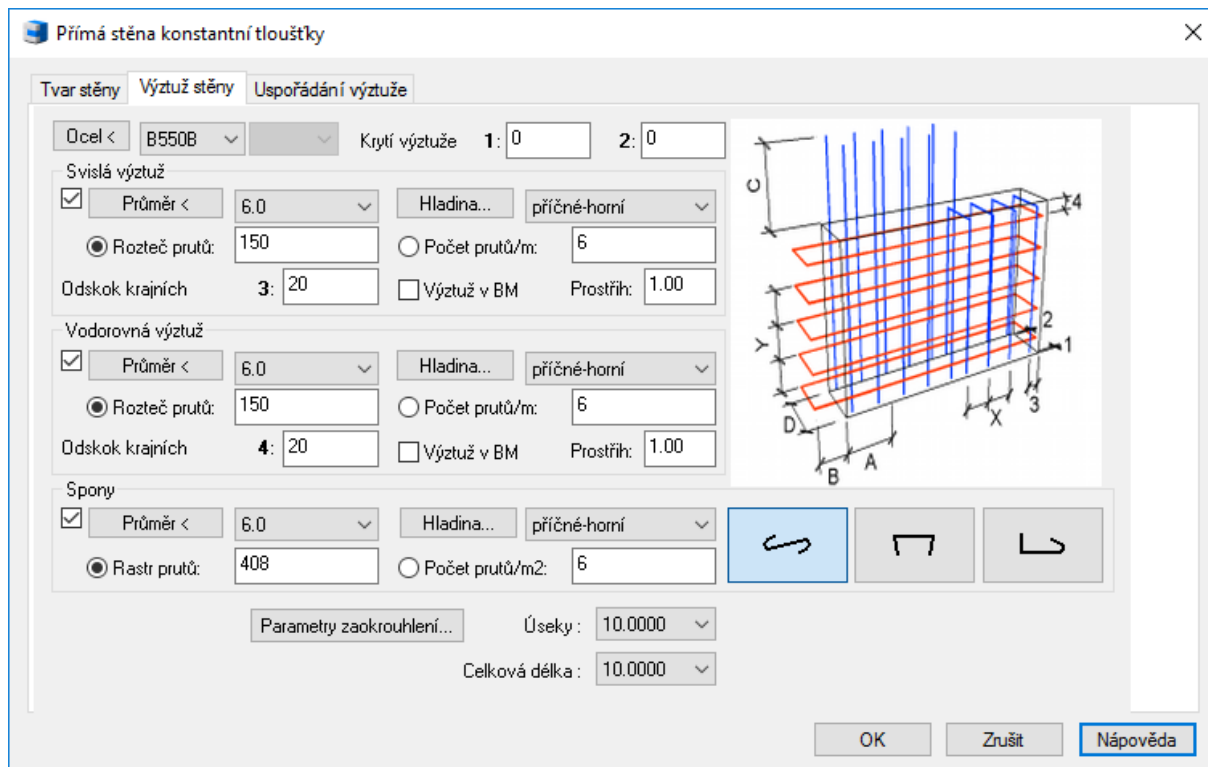 Přímá stěna konstantní tloušťky
Tvar stěny Výztuž stěny Uspořádání výztuže
Ocel < B550B Krytí výztuže 1: 0 2: 0
Svislá výztuž
Průměr < 6.0 Hladina... příčné-horní
Rozteč prutů: 150 Počet prutů/m: 6
Odskok krajních 3: 20 Výztuž v BM Prostřih: 1.00
Vodorovná výztuž
Průměr < 6.0 Hladina... příčné-horní
Rozteč prutů: 150 Počet prutů/m: 6
Odskok krajních 4: 20 Výztuž v BM Prostřih: 1.00
C
4
Y
2
1
3
X
D
B
A
Spony
Průměr < 6.0 Hladina... příčné-horní
Rastr prutů: 408 Počet prutů/m2: 6
Parametry zaokrouhlení... Úseky : 10.0000
Celková délka : 10.0000
OK Zrušit Nápověda